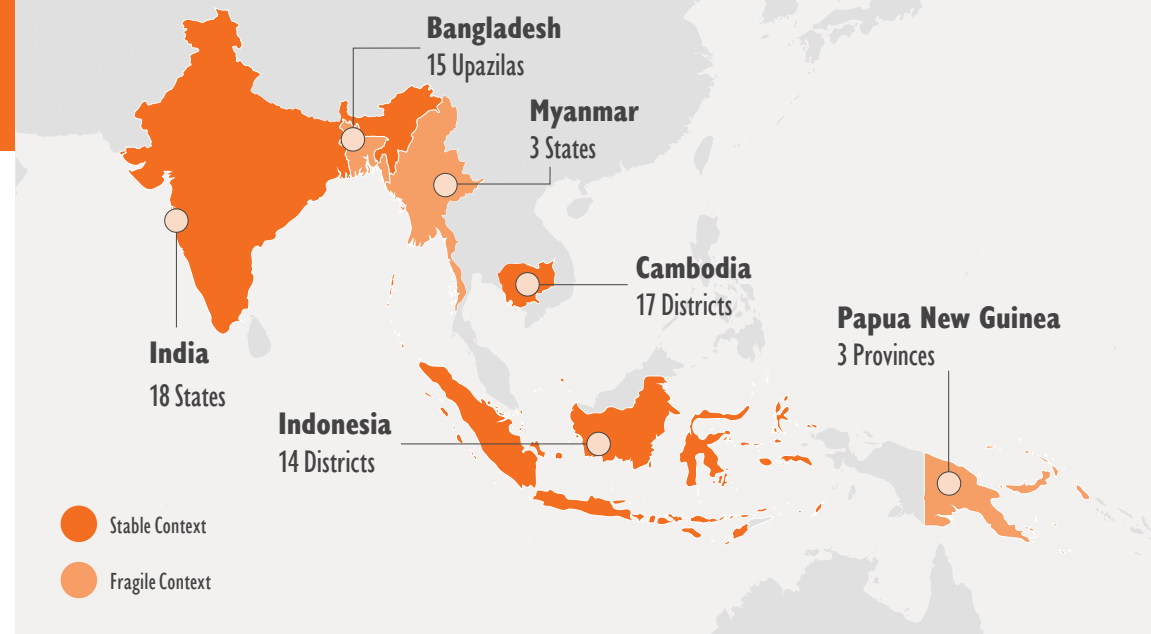 Bangladesh
15 Upazilas
Myanmar
3 States
Cambodia
17 Districts
Papua New Guinea
3 Provinces
India
18 States
Indonesia
14 Districts
Stable Context
Fragile Context